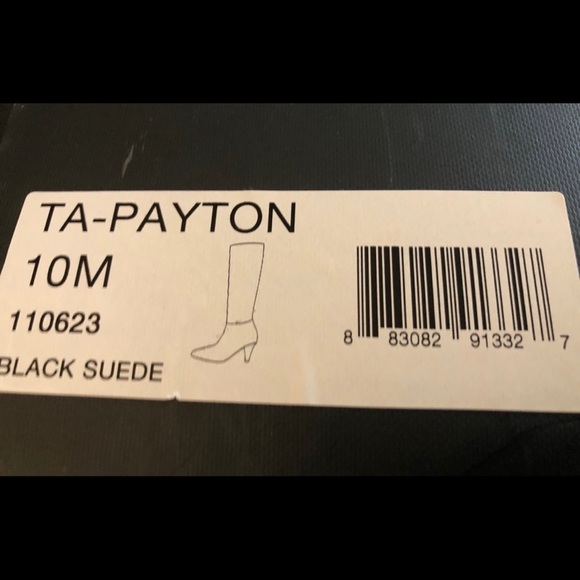 TA-PAYTON
10M
110623
BLACK SUEDE
8 83082 91332 7